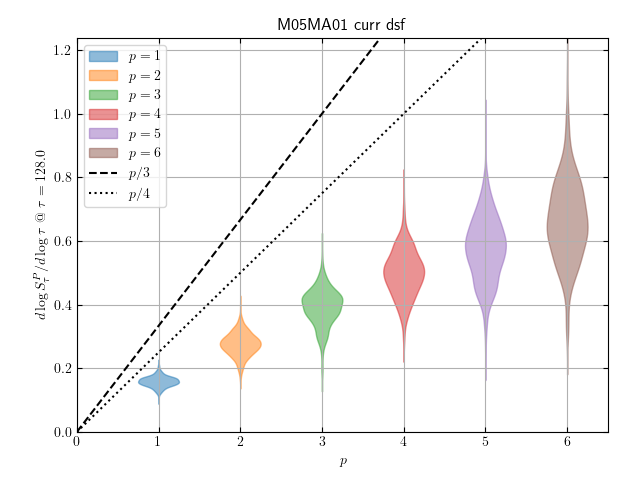 M05MA01 curr dsf
d log S_τ^P / d log τ @ τ = 128.0
1.2
1.0
0.8
0.6
0.4
0.2
0.0
p = 1
p = 2
p = 3
p = 4
p = 5
p = 6
p/3
p/4
0 1 2 3 4 5 6
p